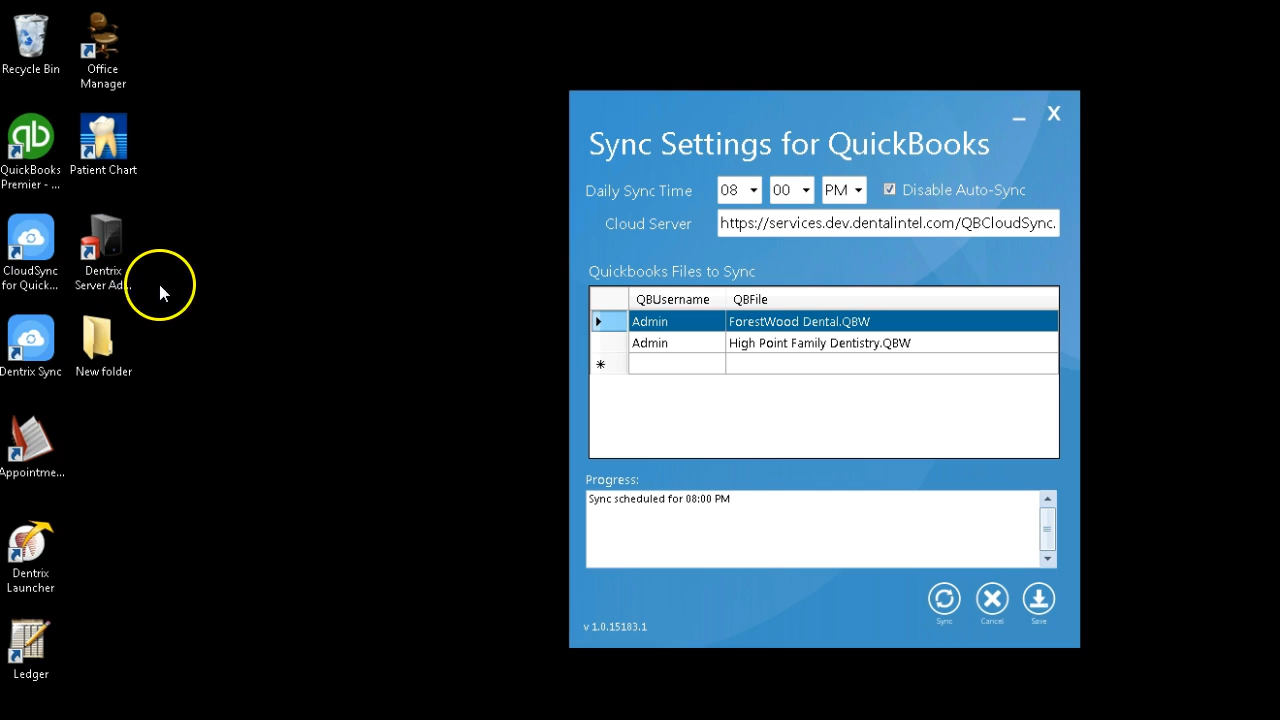 Recycle Bin
Office
Manager
QuickBooks
Premier - ...
Patient Chart
CloudSync
for Quick...
Dentrix
Server Ad...
Dentrix Sync
New folder
Appointme...
Dentrix
Launcher
Ledger
Sync Settings for QuickBooks
Daily Sync Time 08 00 PM Disable Auto-Sync
Cloud Server https://services.dev.dentalintel.com/QBCloudSync.
Quickbooks Files to Sync
QBUsername QBFile
Admin ForestWood Dental.QBW
Admin High Point Family Dentistry.QBW
Progress:
Sync scheduled for 08:00 PM
Sync Cancel Save
v 1.0.15183.1